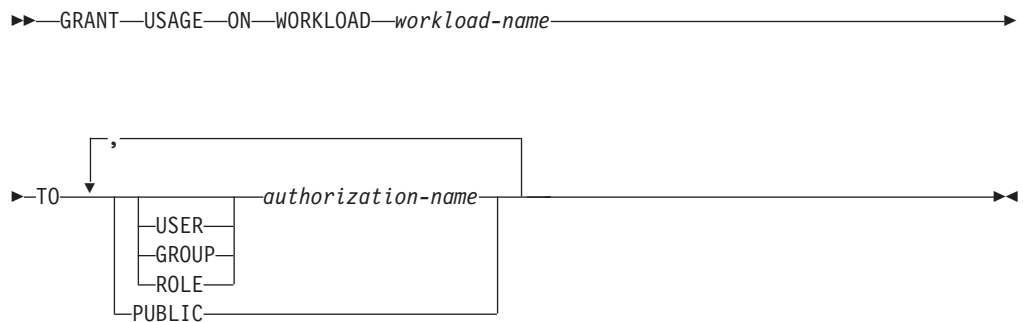 GRANT USAGE ON WORKLOAD workload-name
,
TO authorization-name
USER
GROUP
ROLE
PUBLIC